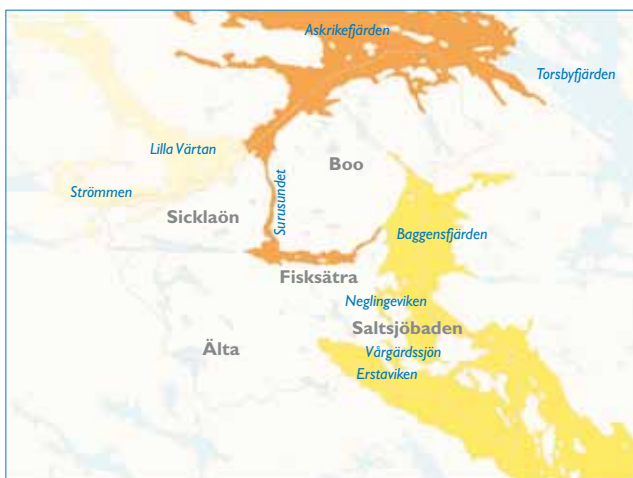 Askrikefjärden
Torsbyfjärden
Lilla Värtan
Boo
Strömmen
Sicklaön
Surusundet
Baggensfjärden
Fisksätra
Neglingeviken
Saltsjöbaden
Älta
Vårgärdssjön
Erstaviken